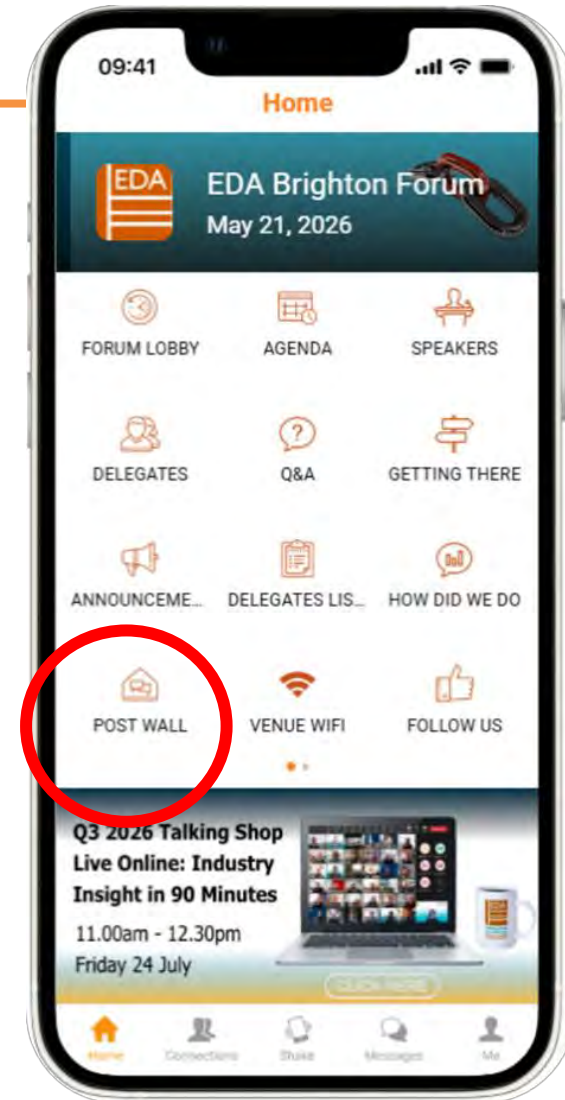 09:41
Home
EDA
EDA Brighton Forum
May 21, 2026
FORUM LOBBY
AGENDA
SPEAKERS
DELEGATES
Q&A
GETTING THERE
ANNOUNCEME...
DELEGATES LIS...
HOW DID WE DO
POST WALL
VENUE WIFI
FOLLOW US
Q3 2026 Talking Shop
Live Online: Industry
Insight in 90 Minutes
11.00am - 12.30pm
Friday 24 July
CLICK HERE
Home
Connections
Shake
Messages
Me